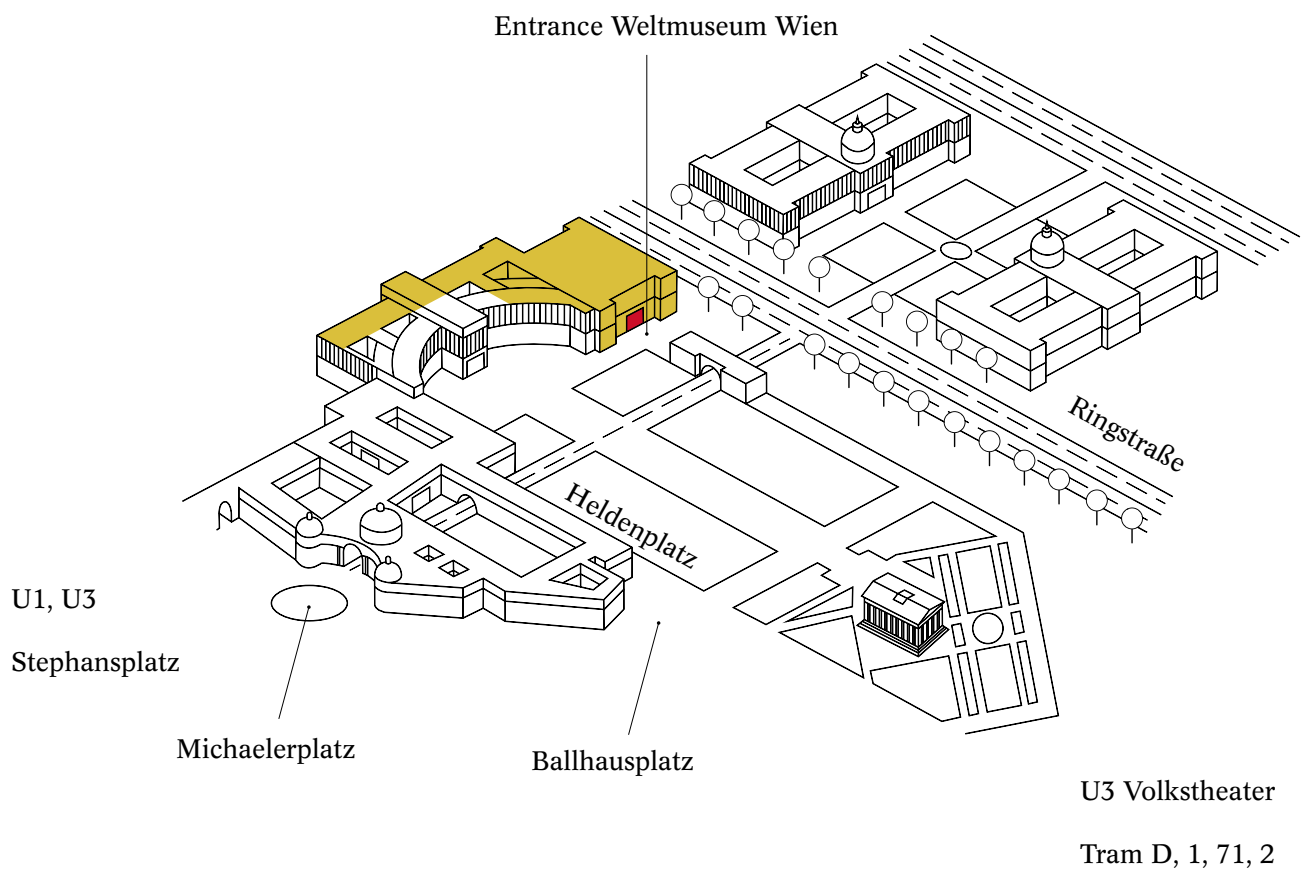 Entrance Weltmuseum Wien
Ringstraße
Heldenplatz
U1, U3
Stephansplatz
Michaelerplatz
Ballhausplatz
U3 Volkstheater
Tram D, 1, 71, 2